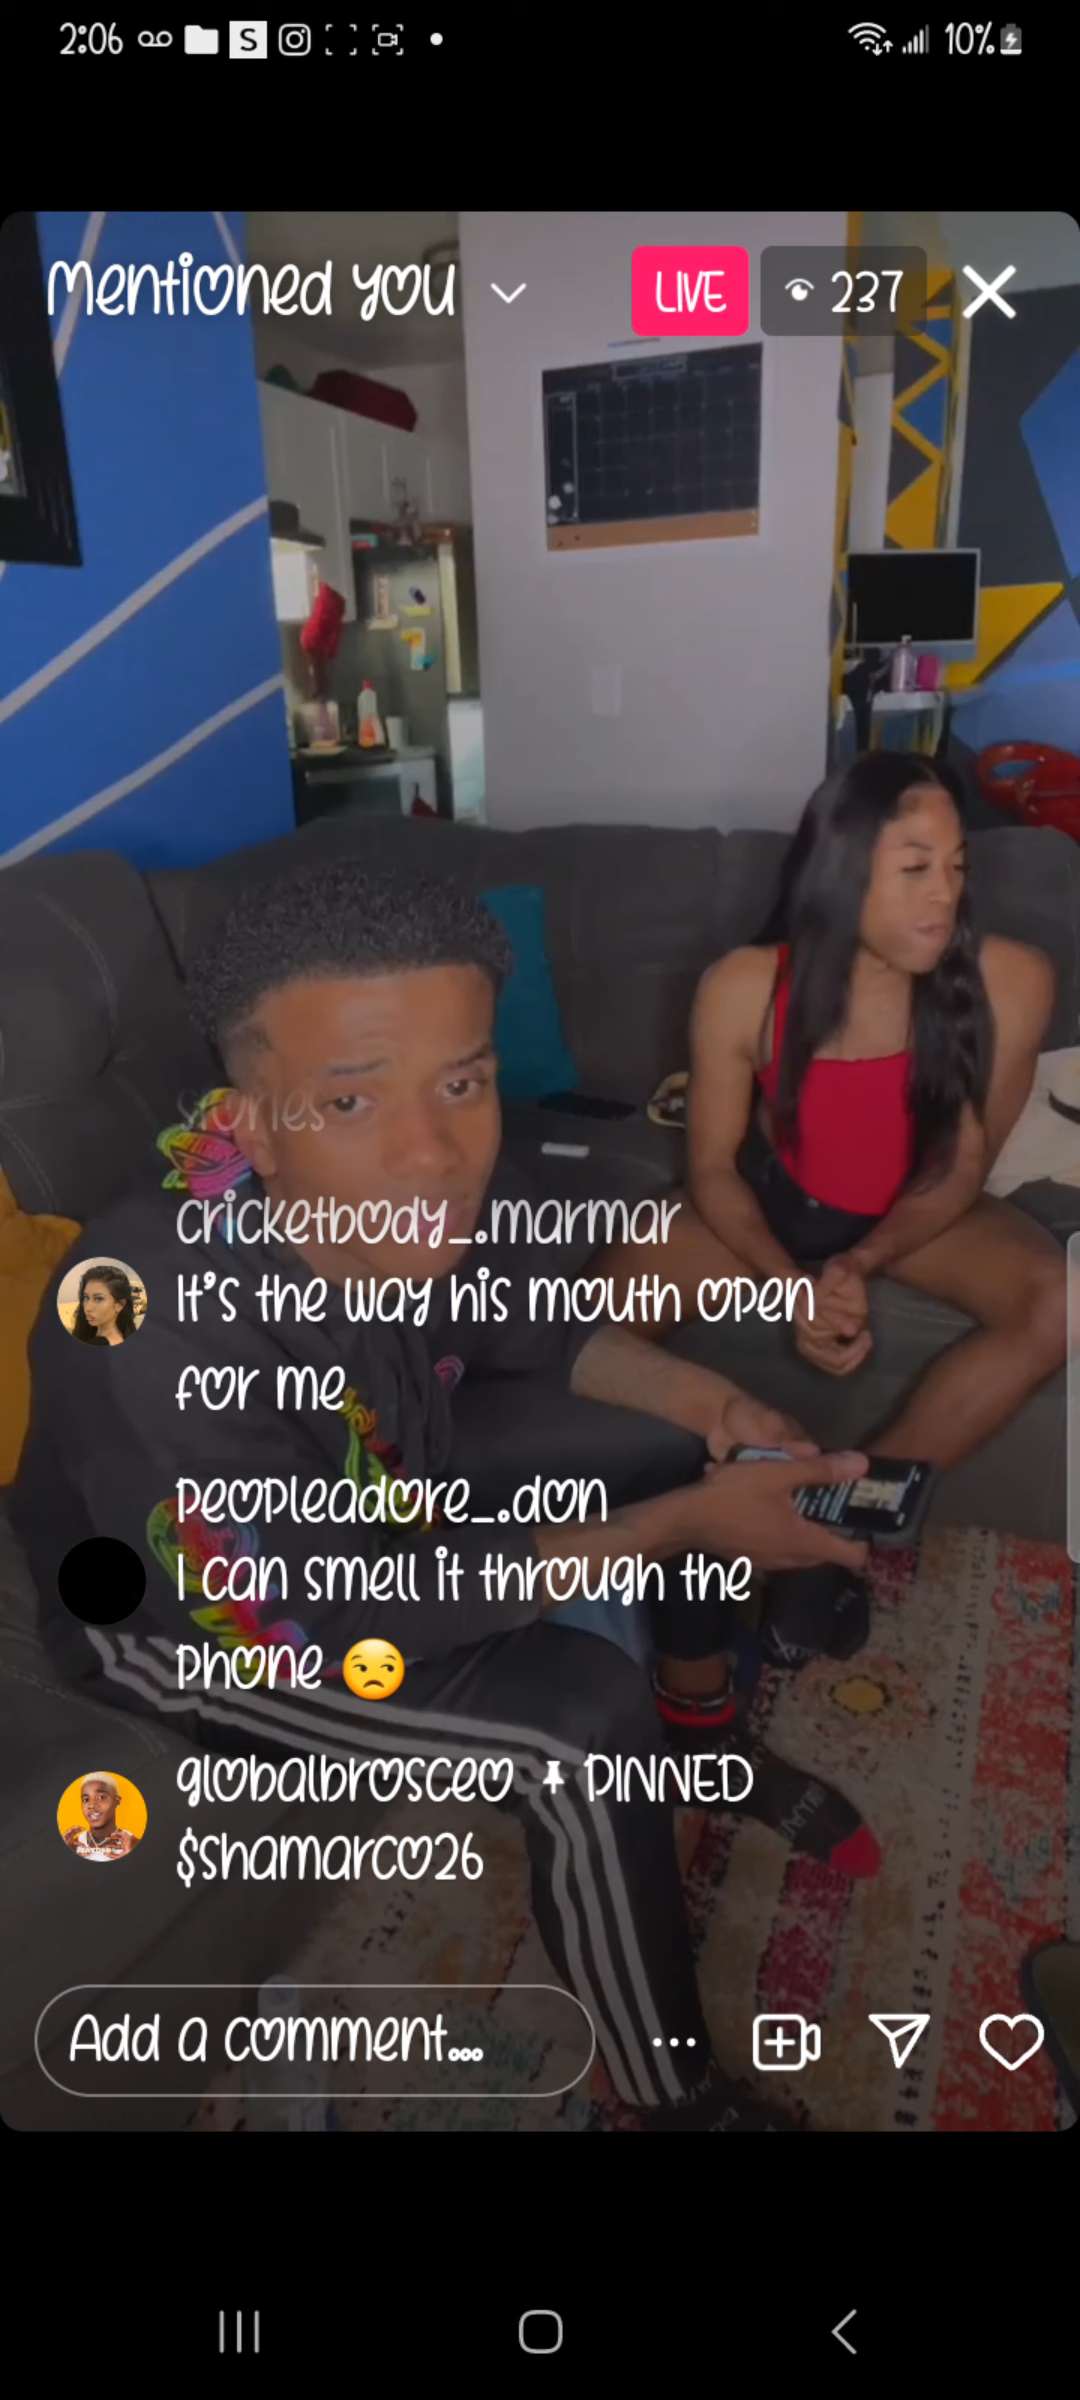 2:06
S
10%
Mentioned you
LIVE
237
stories
cricketbody_.marmar
It's the way his mouth open
for me
peopleadore_.don
I can smell it through the
phone 😒
globalbrosceo 📌 PINNED
$shamarco26
Add a comment...